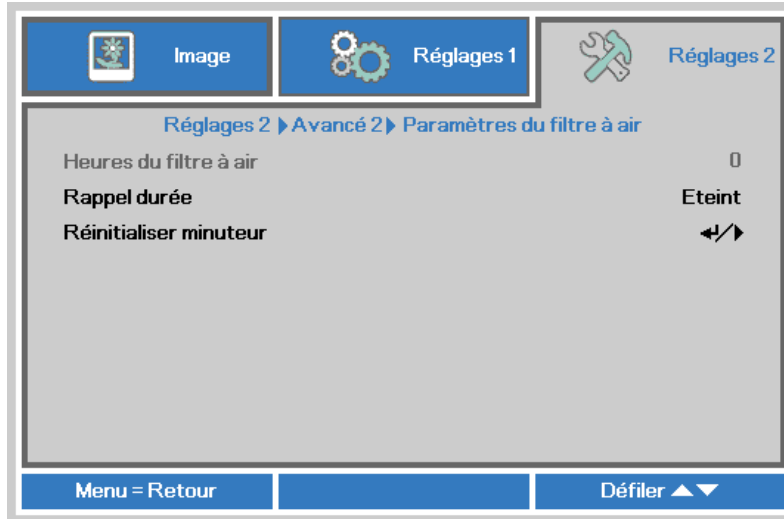 Image
Réglages 1
Réglages 2
Réglages 2 ▶ Avancé 2 ▶ Paramètres du filtre à air
Heures du filtre à air 0
Rappel durée Eteint
Réinitialiser minuteur ↵/▶
Menu = Retour
Défiler ▲▼